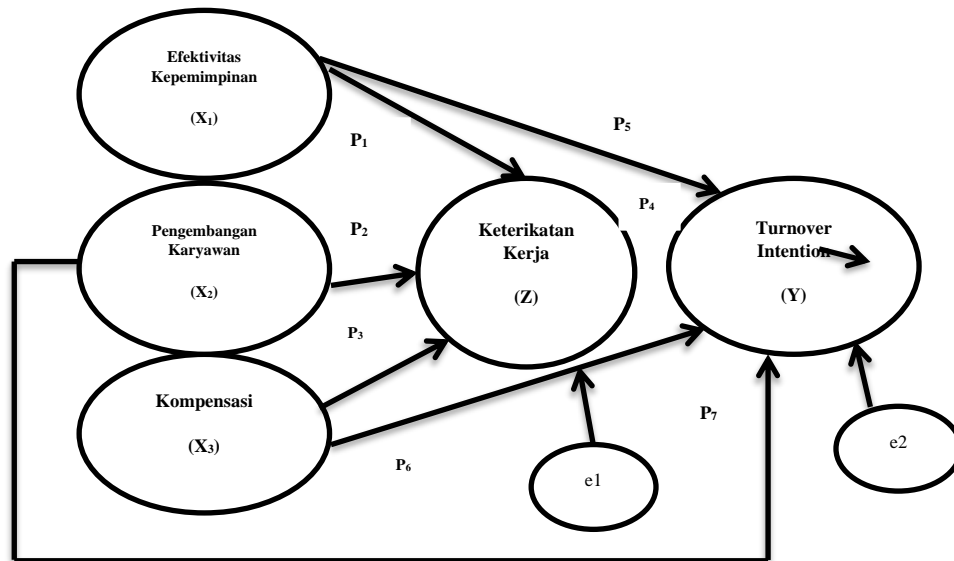 Efektivitas
Kepemimpinan
(X₁)
P₁
P₅
Pengembangan
Karyawan
(X₂)
P₂
Keterikatan
Kerja
(Z)
P₄
Turnover
Intention
(Y)
P₃
Kompensasi
(X₃)
P₆
P₇
e1
e2